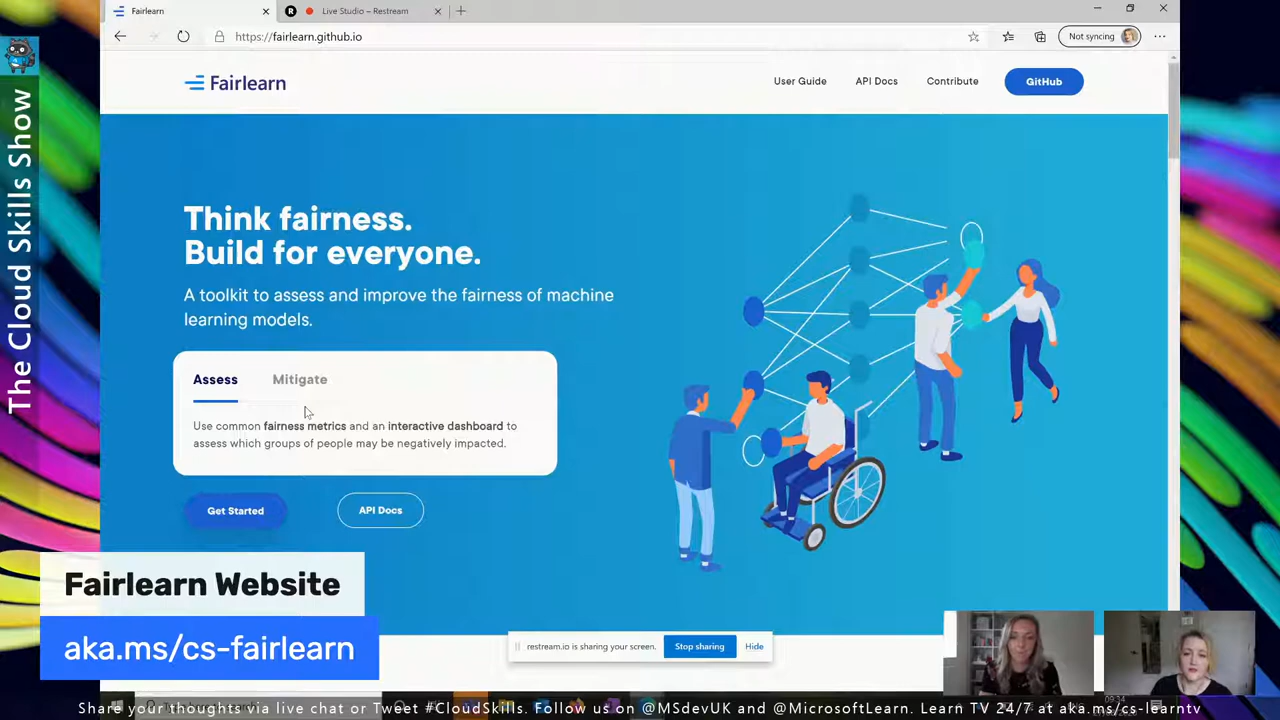 Fairlearn
Live Studio – Restream
https://fairlearn.github.io
Not syncing
Fairlearn
User Guide
API Docs
Contribute
GitHub
Think fairness.
Build for everyone.
A toolkit to assess and improve the fairness of machine
learning models.
Assess
Mitigate
Use common fairness metrics and an interactive dashboard to
assess which groups of people may be negatively impacted.
Get Started
API Docs
The Cloud Skills Show
Fairlearn Website
aka.ms/cs-fairlearn
restream.io is sharing your screen.
Stop sharing
Hide
09:34
Share your thoughts via live chat or Tweet #CloudSkills. Follow us on @MSdevUK and @MicrosoftLearn. Learn TV 24/7 at aka.ms/cs-learntv